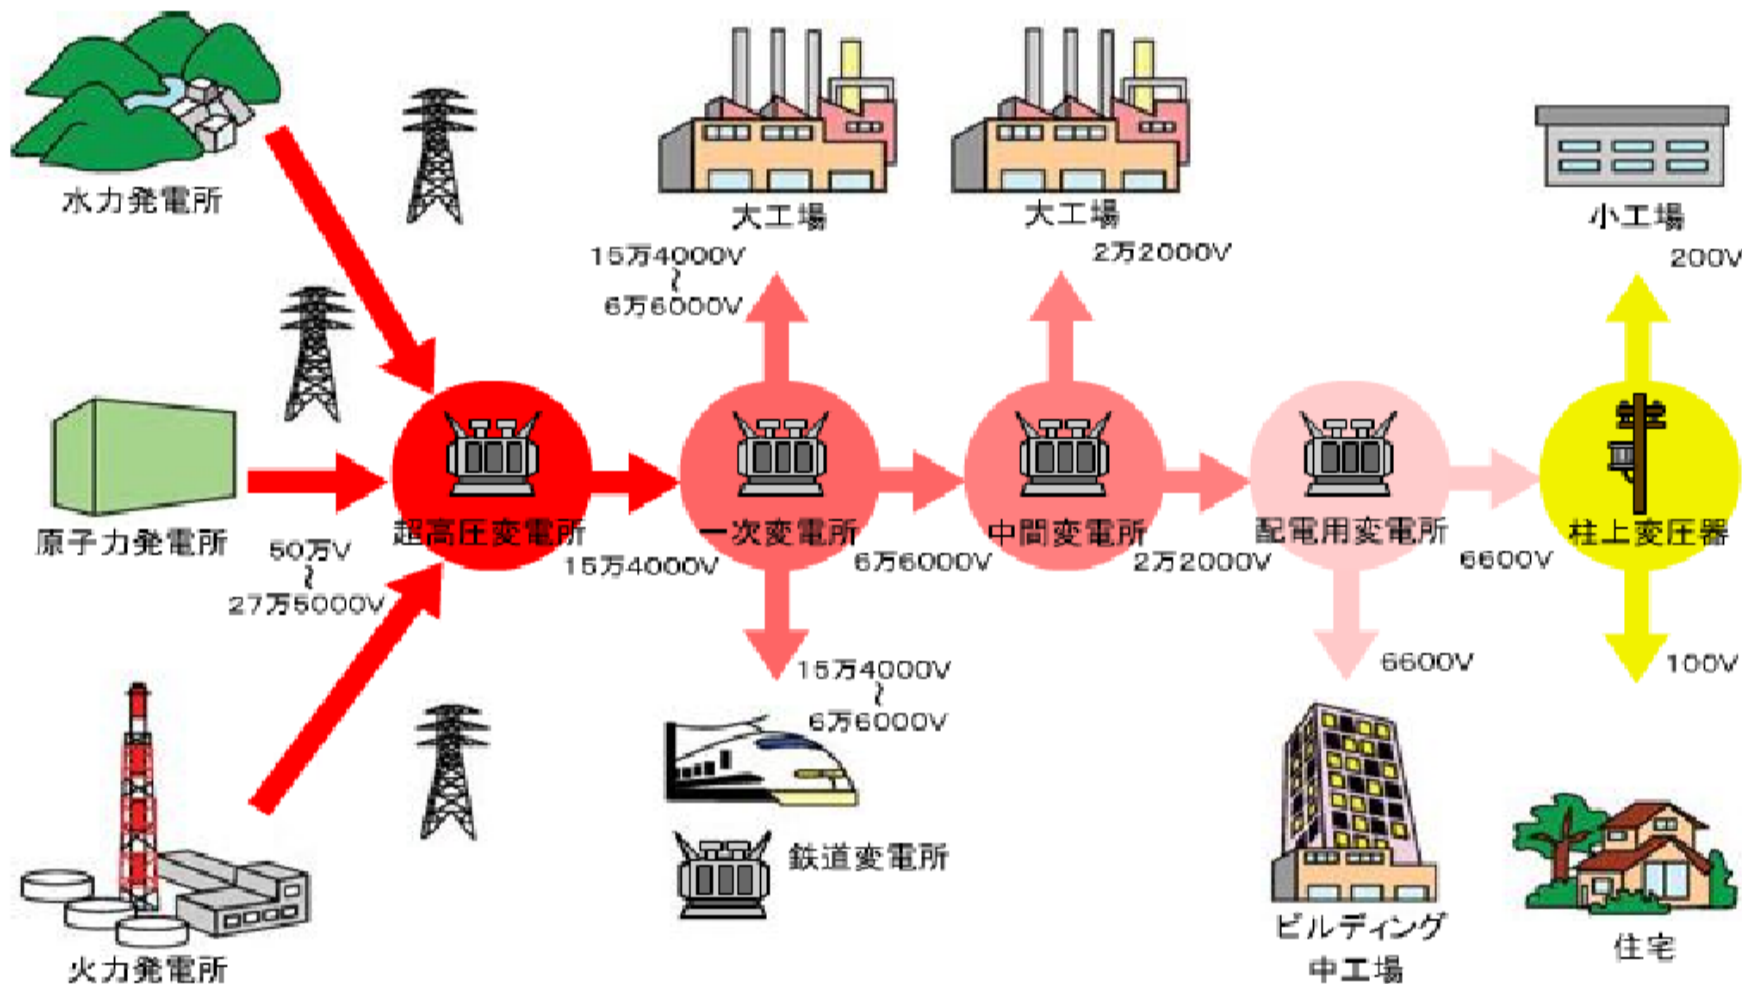 水力発電所
原子力発電所
火力発電所
50万V
〜
27万5000V
超高圧変電所
15万4000V
大工場
15万4000V
〜
6万6000V
一次変電所
6万6000V
15万4000V
〜
6万6000V
鉄道変電所
大工場
2万2000V
中間変電所
2万2000V
配電用変電所
6600V
6600V
ビルディング
中工場
小工場
200V
柱上変圧器
100V
住宅